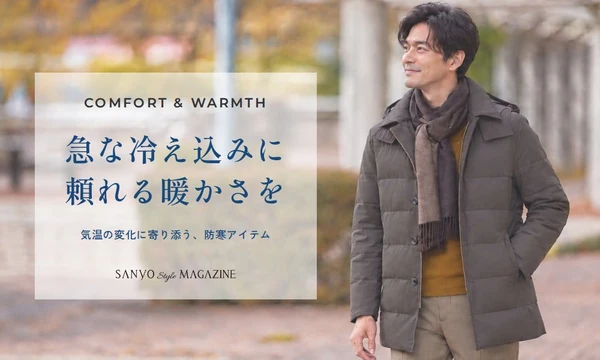 COMFORT & WARMTH
急な冷え込みに
頼れる暖かさを
気温の変化に寄り添う、防寒アイテム
SANYO Style MAGAZINE